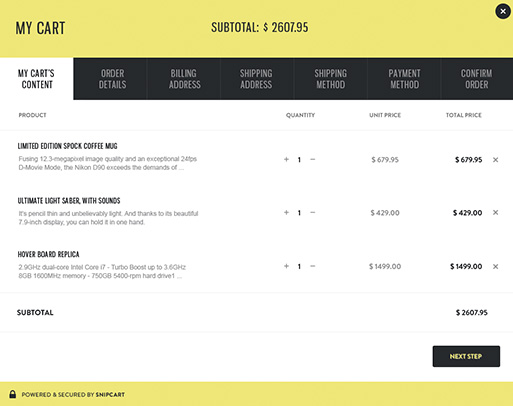 MY CART
SUBTOTAL: $ 2607.95
MY CART'S CONTENT
ORDER DETAILS
BILLING ADDRESS
SHIPPING ADDRESS
SHIPPING METHOD
PAYMENT METHOD
CONFIRM ORDER
PRODUCT QUANTITY UNIT PRICE TOTAL PRICE
LIMITED EDITION SPOCK COFFEE MUG
Fusing 12.3-megapixel image quality and an exceptional 24fps
D-Movie Mode, the Nikon D90 exceeds the demands of ...
+ 1 − $ 679.95 $ 679.95 ×
ULTIMATE LIGHT SABER, WITH SOUNDS
It's pencil thin and unbelievably light. And thanks to its beautiful
7.9-inch display, you can hold it in one hand.
+ 1 − $ 429.00 $ 429.00 ×
HOVER BOARD REPLICA
2.9GHz dual-core Intel Core i7 - Turbo Boost up to 3.6GHz
8GB 1600MHz memory - 750GB 5400-rpm hard drive1 ...
+ 1 − $ 1499.00 $ 1499.00 ×
SUBTOTAL $ 2607.95
NEXT STEP
POWERED & SECURED BY SNIPCART